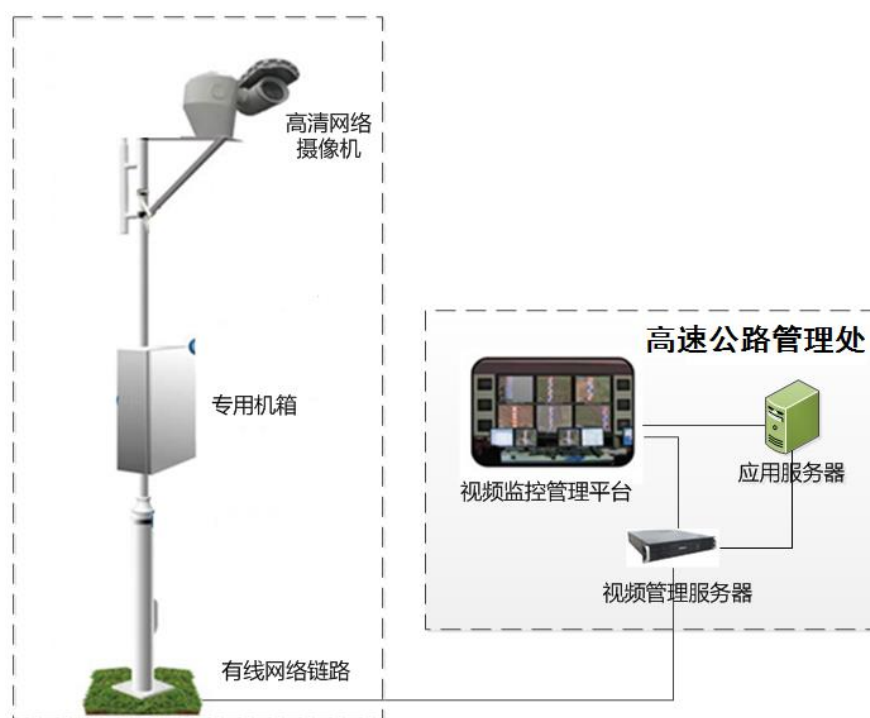 高清网络
摄像机
专用机箱
有线网络链路
高速公路管理处
视频监控管理平台
应用服务器
视频管理服务器